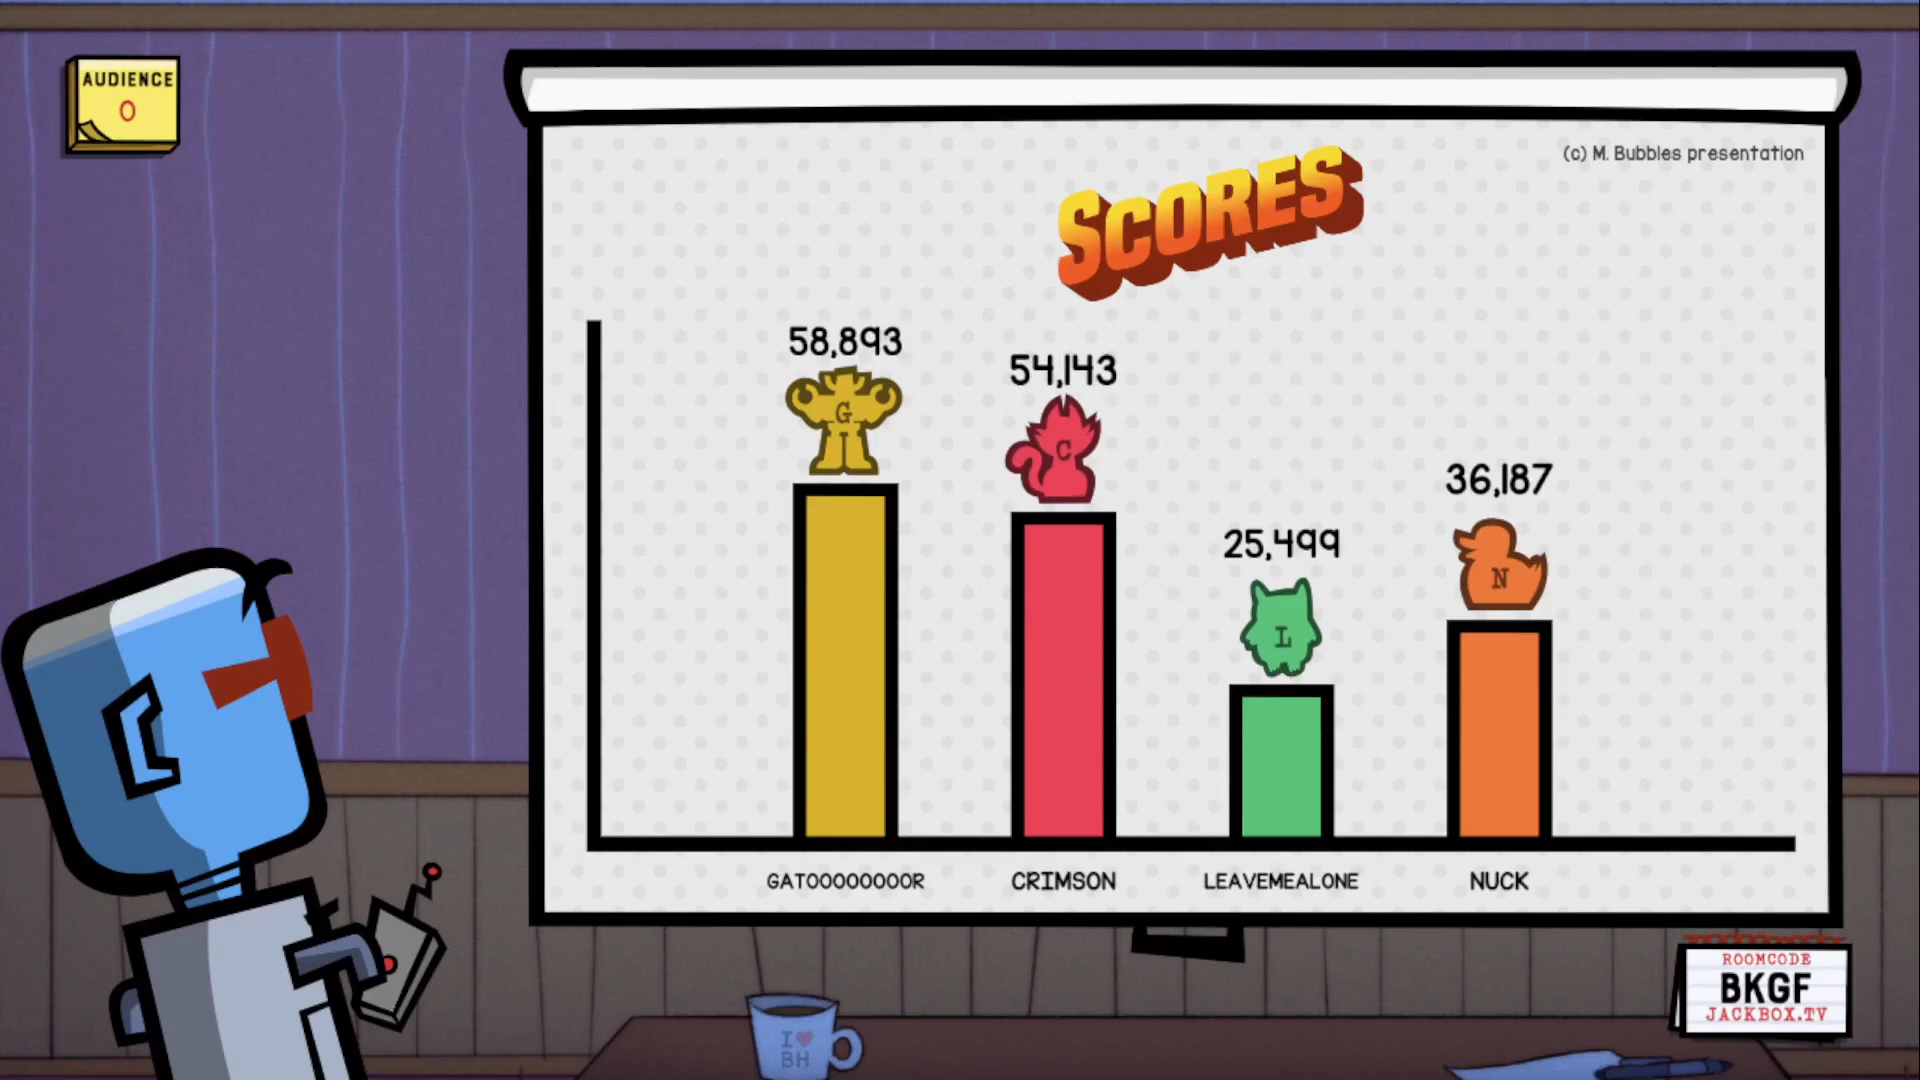 AUDIENCE
0
(c) M. Bubbles presentation
SCORES
58,893
54,143
25,499
36,187
G
C
L
N
GATOOOOOOOOR
CRIMSON
LEAVEMEALONE
NUCK
I ♥
BH
ROOMCODE
BKGF
JACKBOX.TV